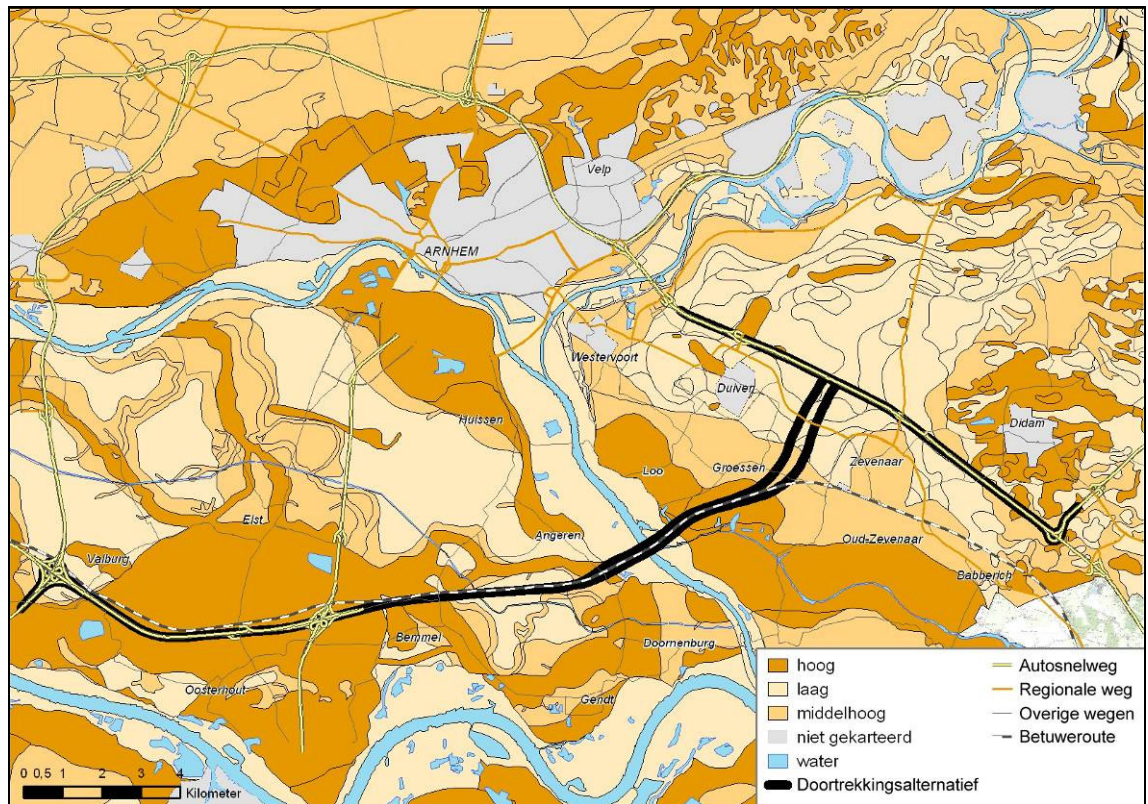 N
Velp
ARNHEM
Westervoort
Duiven
Didam
Huissen
Loo
Groessen
Zevenaar
Elst
Angeren
Oud-Zevenaar
Valburg
Babberich
Bemmel
Doornenburg
Oosterhout
Gendt
hoog
laag
middelhoog
niet gekarteerd
water
Doortrekkingsalternatief
Autosnelweg
Regionale weg
Overige wegen
Betuweroute
0 0,5 1 2 3 4
Kilometer